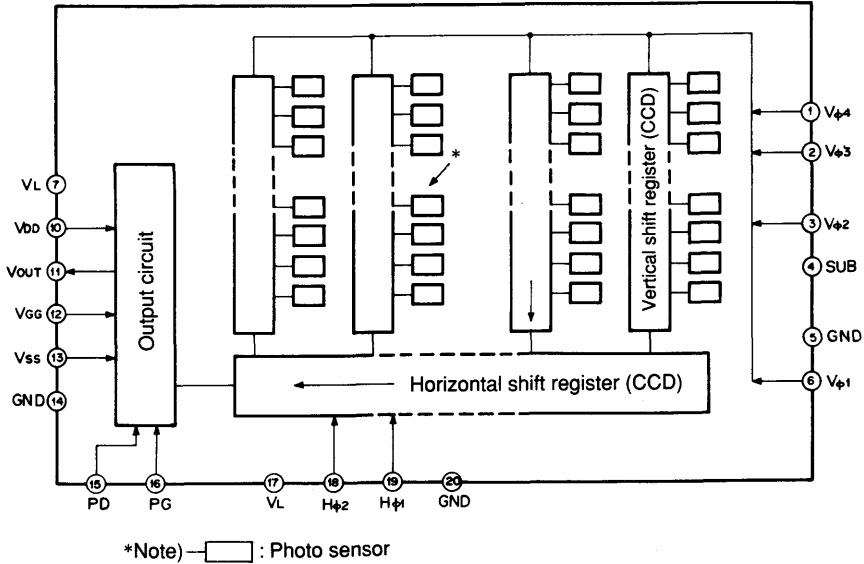 1 Vϕ4
2 Vϕ3
3 Vϕ2
4 SUB
5 GND
6 Vϕ1
VL 7
VDD 10
VOUT 11
VGG 12
VSS 13
GND 14
Output circuit
Vertical shift register (CCD)
*
Horizontal shift register (CCD)
15 16 17 18 19 20
PD PG VL Hϕ2 Hϕ1 GND
*Note) : Photo sensor